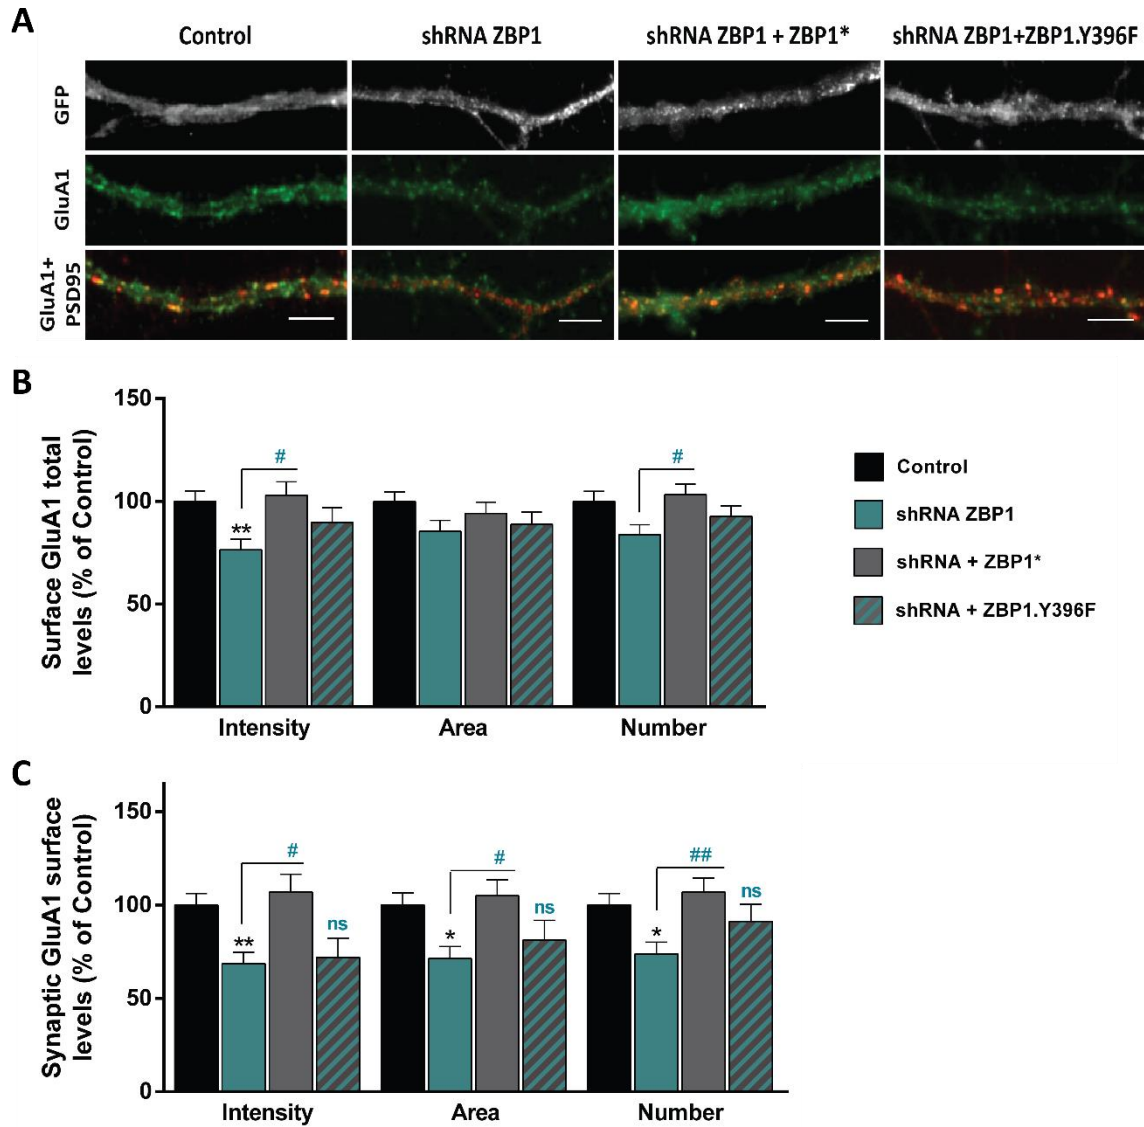 A
Control
shRNA ZBP1
shRNA ZBP1 + ZBP1*
shRNA ZBP1+ZBP1.Y396F
GFP
GluA1
GluA1+
PSD95
B
Surface GluA1 total
levels (% of Control)
150
100
50
0
**
#
#
Intensity
Area
Number
Control
shRNA ZBP1
shRNA + ZBP1*
shRNA + ZBP1.Y396F
C
Synaptic GluA1 surface
levels (% of Control)
150
100
50
0
**
#
ns
*
#
ns
*
##
ns
Intensity
Area
Number